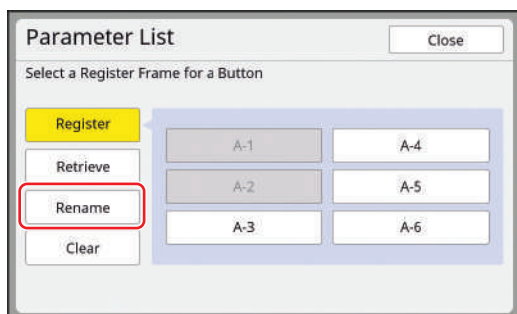 Parameter List
Close
Select a Register Frame for a Button
Register
Retrieve
Rename
Clear
A-1
A-4
A-2
A-5
A-3
A-6